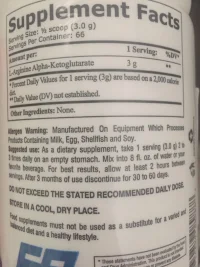 Supplement Facts
Serving Size: ½ scoop (3.0 g)
Servings Per Container: 66
Amount per: 1 Serving: %DV*
L-Arginine Alpha-Ketoglutarate 3 g **
* Percent Daily Values for 1 serving (3g) are based on a 2,000 calorie
diet.
** Daily Value (DV) not established.
Other Ingredients: None.
Allergen Warning: Manufactured On Equipment Which Processes
Products Containing Milk, Egg, Shellfish and Soy.
Suggested use: As a dietary supplement, take 1 serving (3.0 g) 2 to
3 times daily on an empty stomach. Mix into 8 fl. oz. of water or your
favorite beverage. For best results, allow at least 2 hours between
servings. After 3 months of use discontinue for 30 to 60 days.
DO NOT EXCEED THE STATED RECOMMENDED DAILY DOSE.
STORE IN A COOL, DRY PLACE.
Food supplements must not be used as a substitute for a varied and
balanced diet and a healthy lifestyle.
* These statements have not been